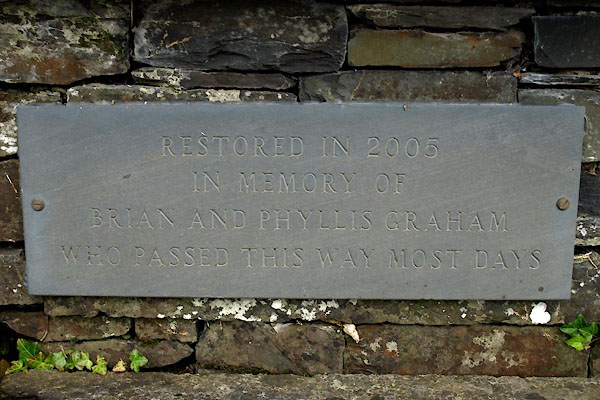 RESTORED IN 2005
IN MEMORY OF
BRIAN AND PHYLLIS GRAHAM
WHO PASSED THIS WAY MOST DAYS